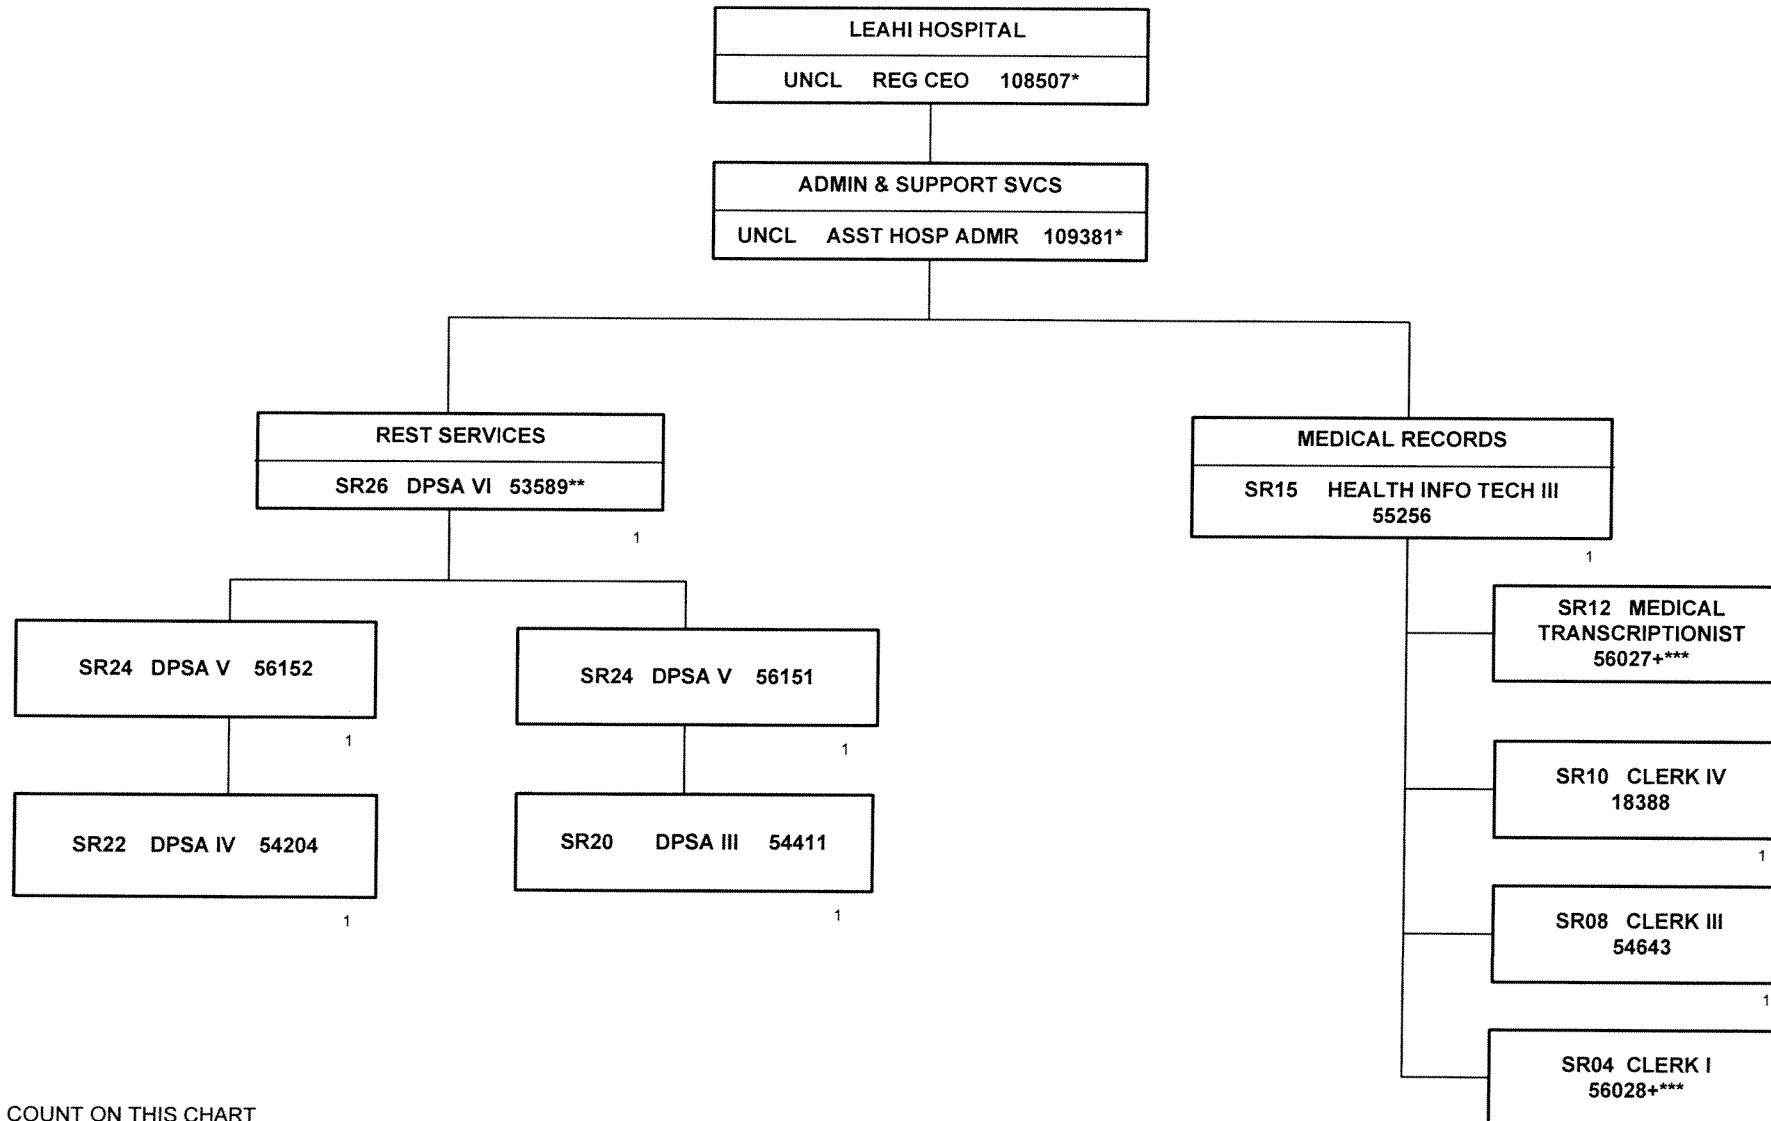 LEAHI HOSPITAL
UNCL REG CEO 108507*
ADMIN & SUPPORT SVCS
UNCL ASST HOSP ADMR 109381*
REST SERVICES
SR26 DPSA VI 53589**
1
MEDICAL RECORDS
SR15 HEALTH INFO TECH III
55256
1
SR24 DPSA V 56152
1
SR24 DPSA V 56151
1
SR22 DPSA IV 54204
1
SR20 DPSA III 54411
1
SR12 MEDICAL
TRANSCRIPTIONIST
56027+***
SR10 CLERK IV
18388
1
SR08 CLERK III
54643
1
SR04 CLERK I
56028+***
COUNT ON THIS CHART